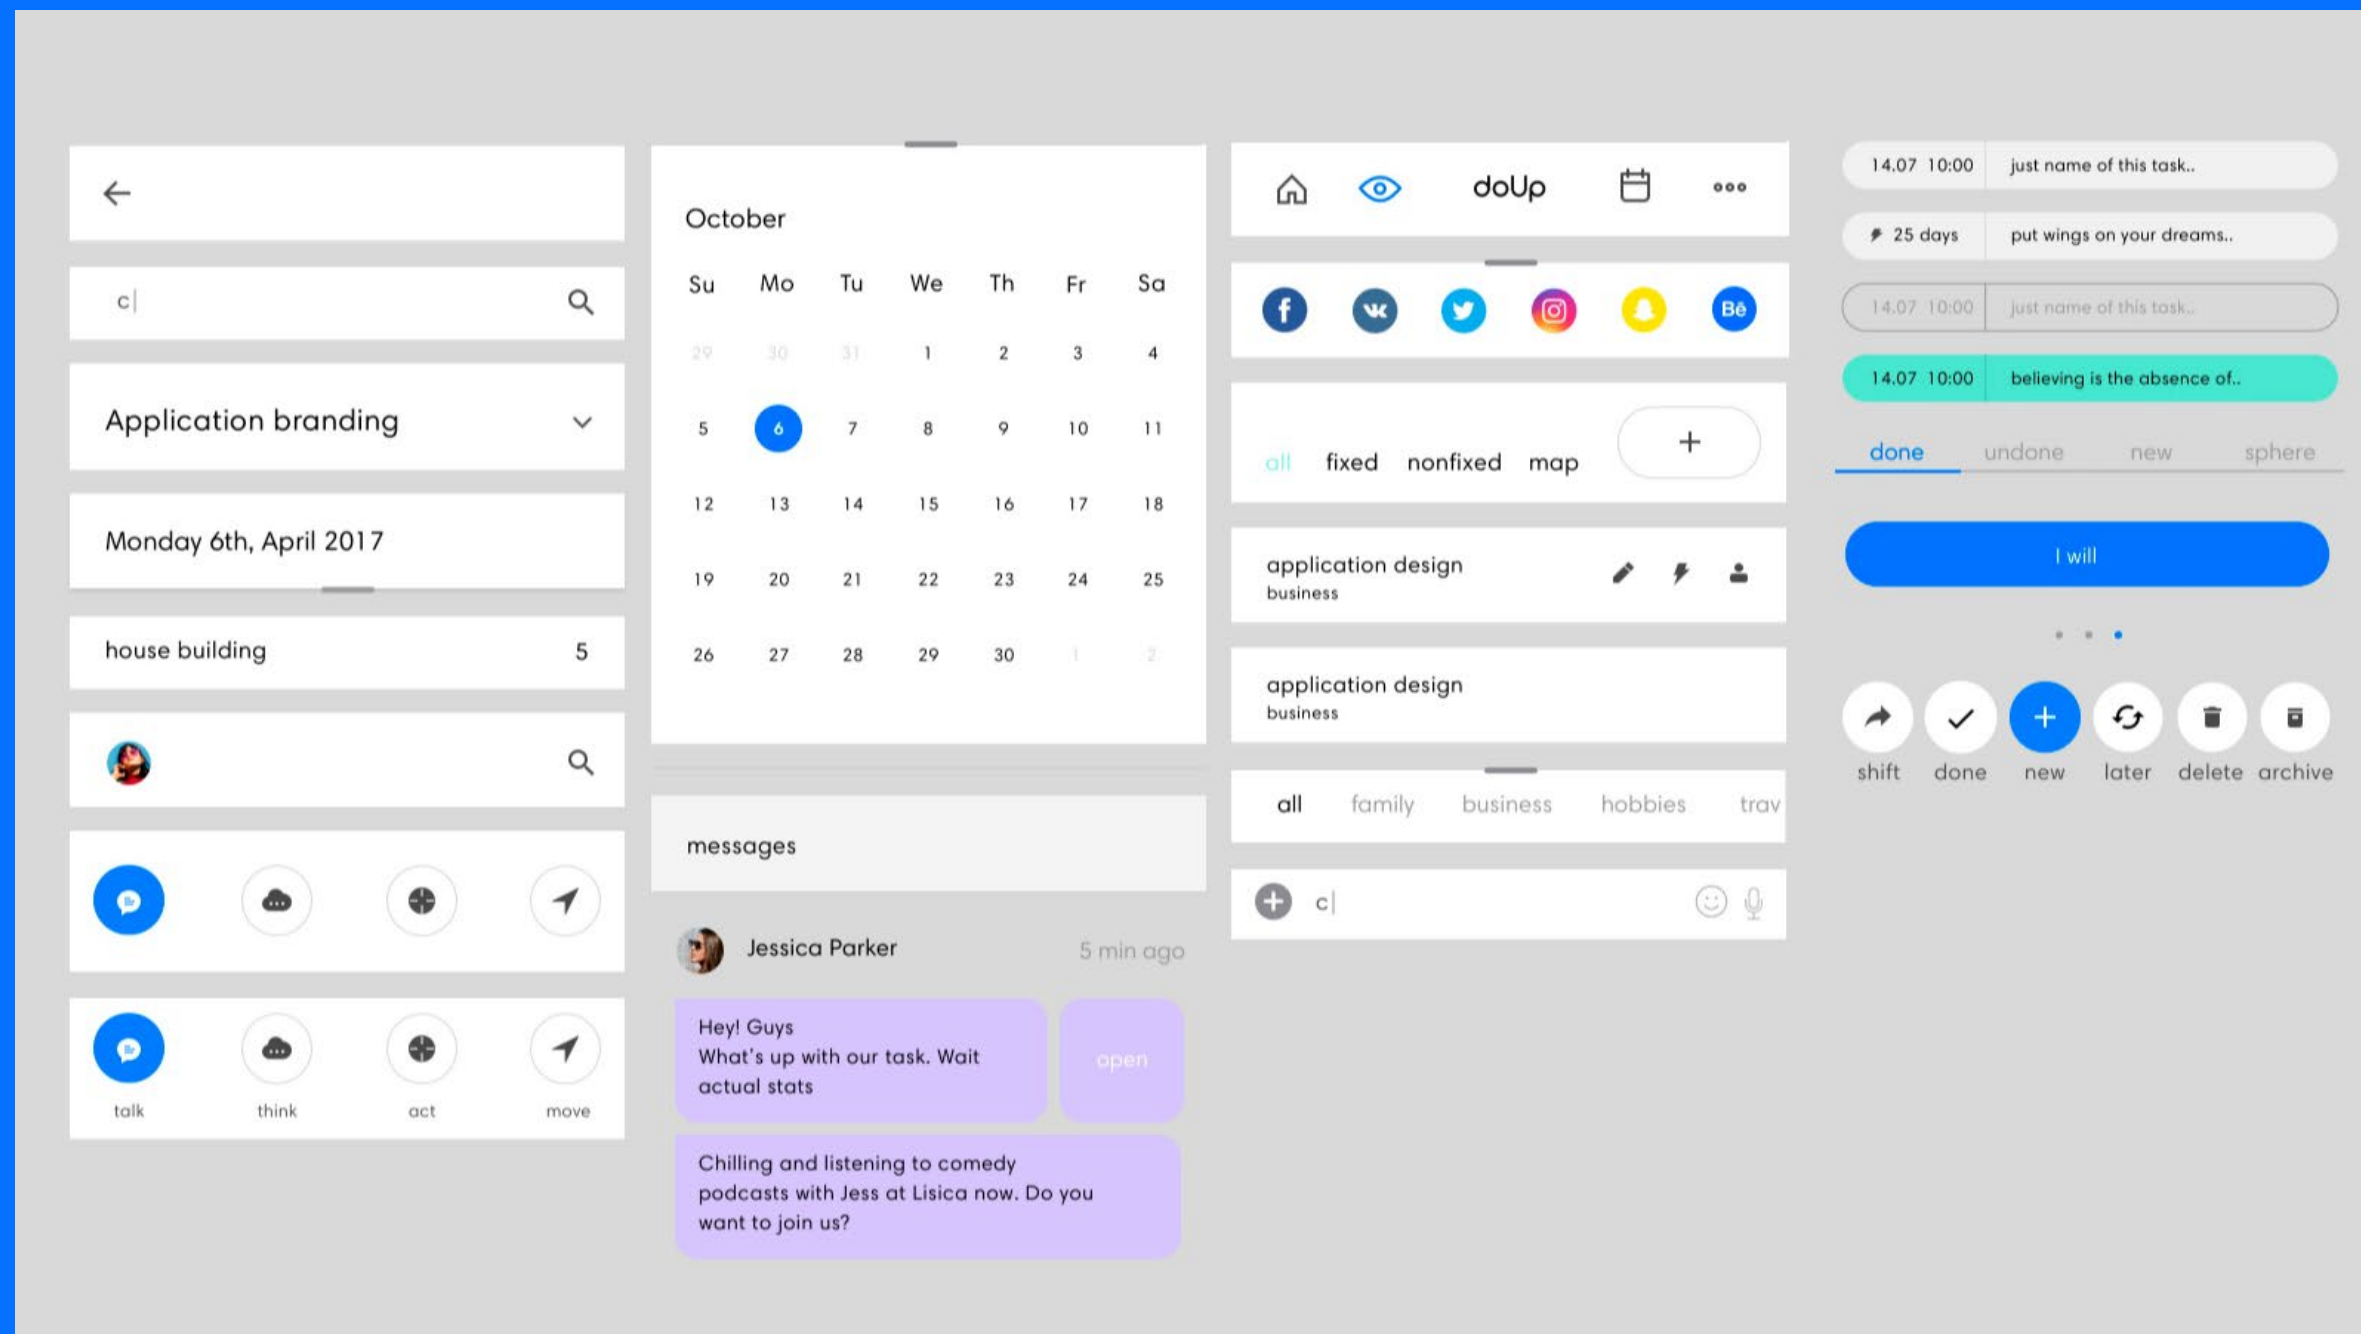 c
Application branding
Monday 6th, April 2017
house building 5
talk think act move
October
Su Mo Tu We Th Fr Sa
29 30 31 1 2 3 4
5 6 7 8 9 10 11
12 13 14 15 16 17 18
19 20 21 22 23 24 25
26 27 28 29 30 1 2
messages
Jessica Parker 5 min ago
Hey! Guys
What's up with our task. Wait
actual stats
open
Chilling and listening to comedy
podcasts with Jess at Lisica now. Do you
want to join us?
doUp
Bē
all fixed nonfixed map
application design
business
application design
business
all family business hobbies trav
c
14.07 10:00 just name of this task..
25 days put wings on your dreams..
14.07 10:00 just name of this task..
14.07 10:00 believing is the absence of..
done undone new sphere
I will
shift done new later delete archive